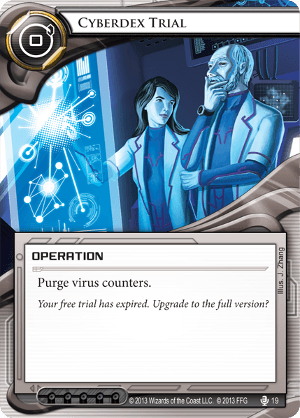 0
CYBERDEX TRIAL
OPERATION
Purge virus counters.
Your free trial has expired. Upgrade to the full version?
Illus. J. Zhang
© 2013 Wizards of the Coast LLC. © 2013 FFG
19